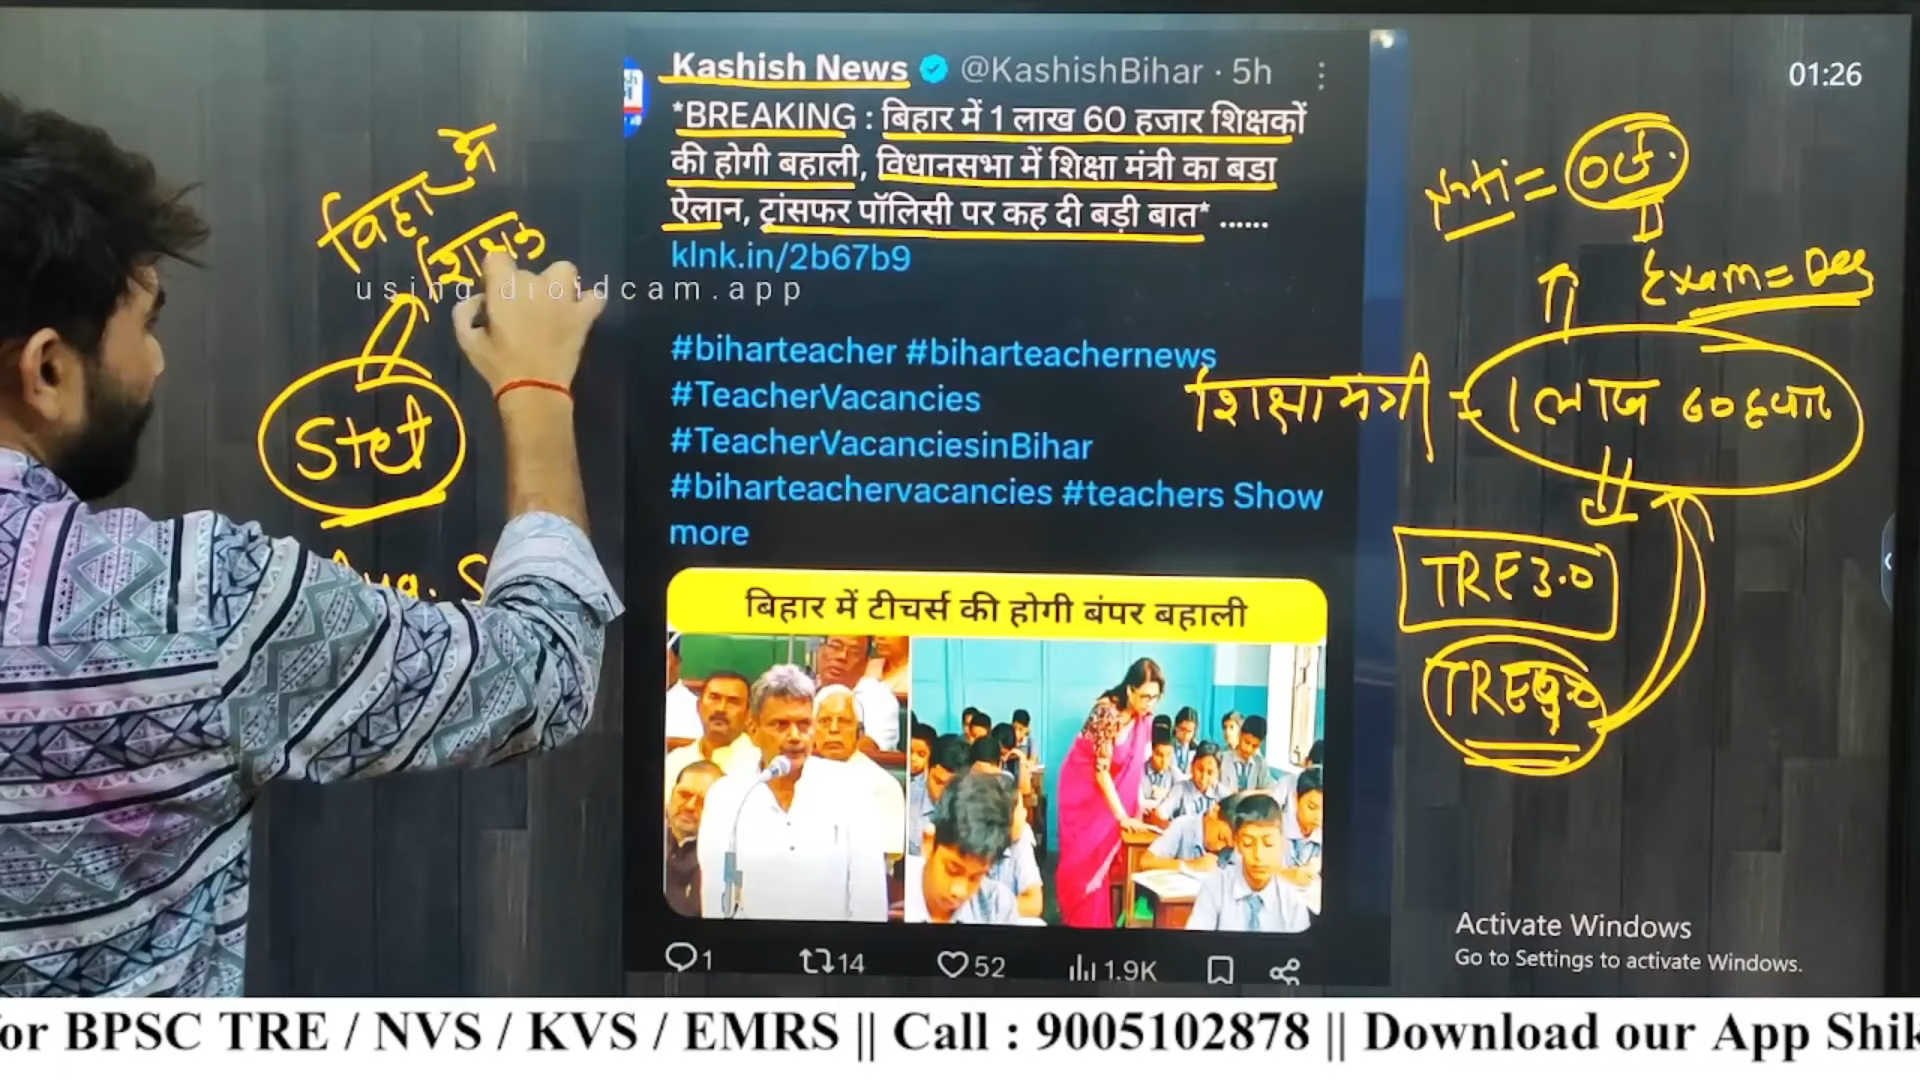 Kashish News @KashishBihar · 5h
*BREAKING : बिहार में 1 लाख 60 हजार शिक्षकों
की होगी बहाली, विधानसभा में शिक्षा मंत्री का बडा
ऐलान, ट्रांसफर पॉलिसी पर कह दी बड़ी बात* ......
klnk.in/2b67b9
#biharteacher #biharteachernews
#TeacherVacancies
#TeacherVacanciesinBihar
#biharteachervacancies #teachers Show
more
बिहार में टीचर्स की होगी बंपर बहाली
1 14 52 1.9K
01:26
बिहार में
शिक्षक
using droidcam.app
Stet
Noti = Oct.
Exam = Dec
शिक्षा मंत्री = 1 लाख 60 हजार
TRE 3.0
Activate Windows
Go to Settings to activate Windows.
or BPSC TRE / NVS / KVS / EMRS || Call : 9005102878 || Download our App Shik